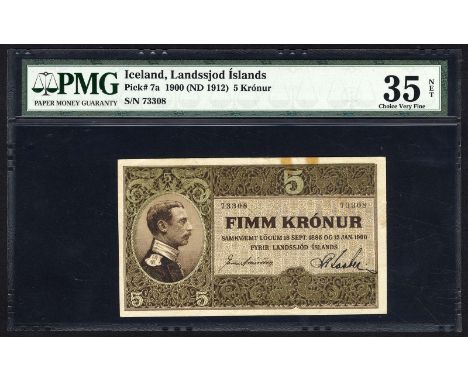 PMG
PAPER MONEY GUARANTY
Iceland, Landssjod Íslands
Pick# 7a 1900 (ND 1912) 5 Krónur
S/N 73308
35 NET
Choice Very Fine
5
73308 73308
FIMM KRÓNUR
SAMKVÆMT LÖGUM 18 SEPT. 1885 OG 12 JAN. 1900
FYRIR LANDSSJÓÐ ÍSLANDS
5 5